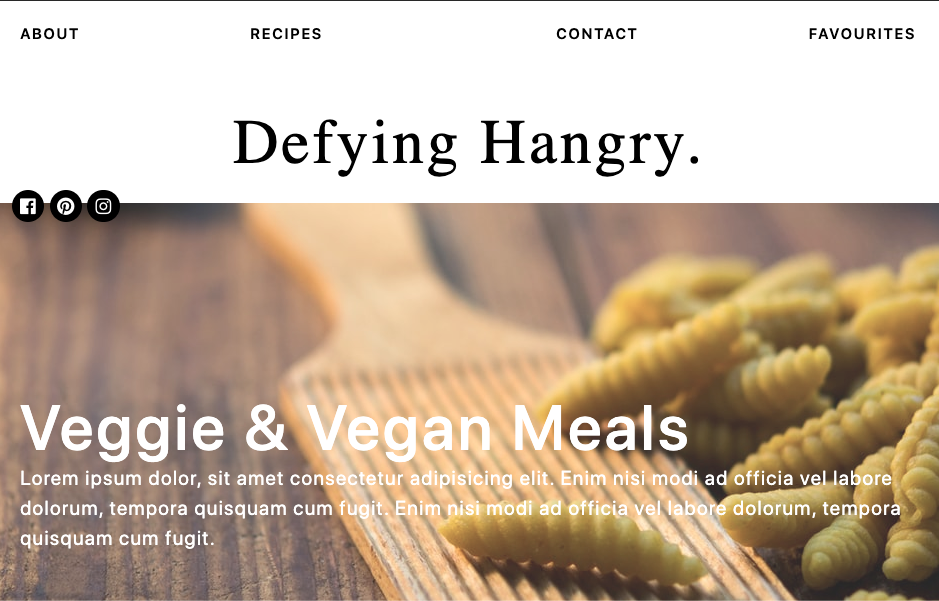 ABOUT RECIPES CONTACT FAVOURITES
Defying Hangry.
Veggie & Vegan Meals
Lorem ipsum dolor, sit amet consectetur adipisicing elit. Enim nisi modi ad officia vel labore
dolorum, tempora quisquam cum fugit. Enim nisi modi ad officia vel labore dolorum, tempora
quisquam cum fugit.